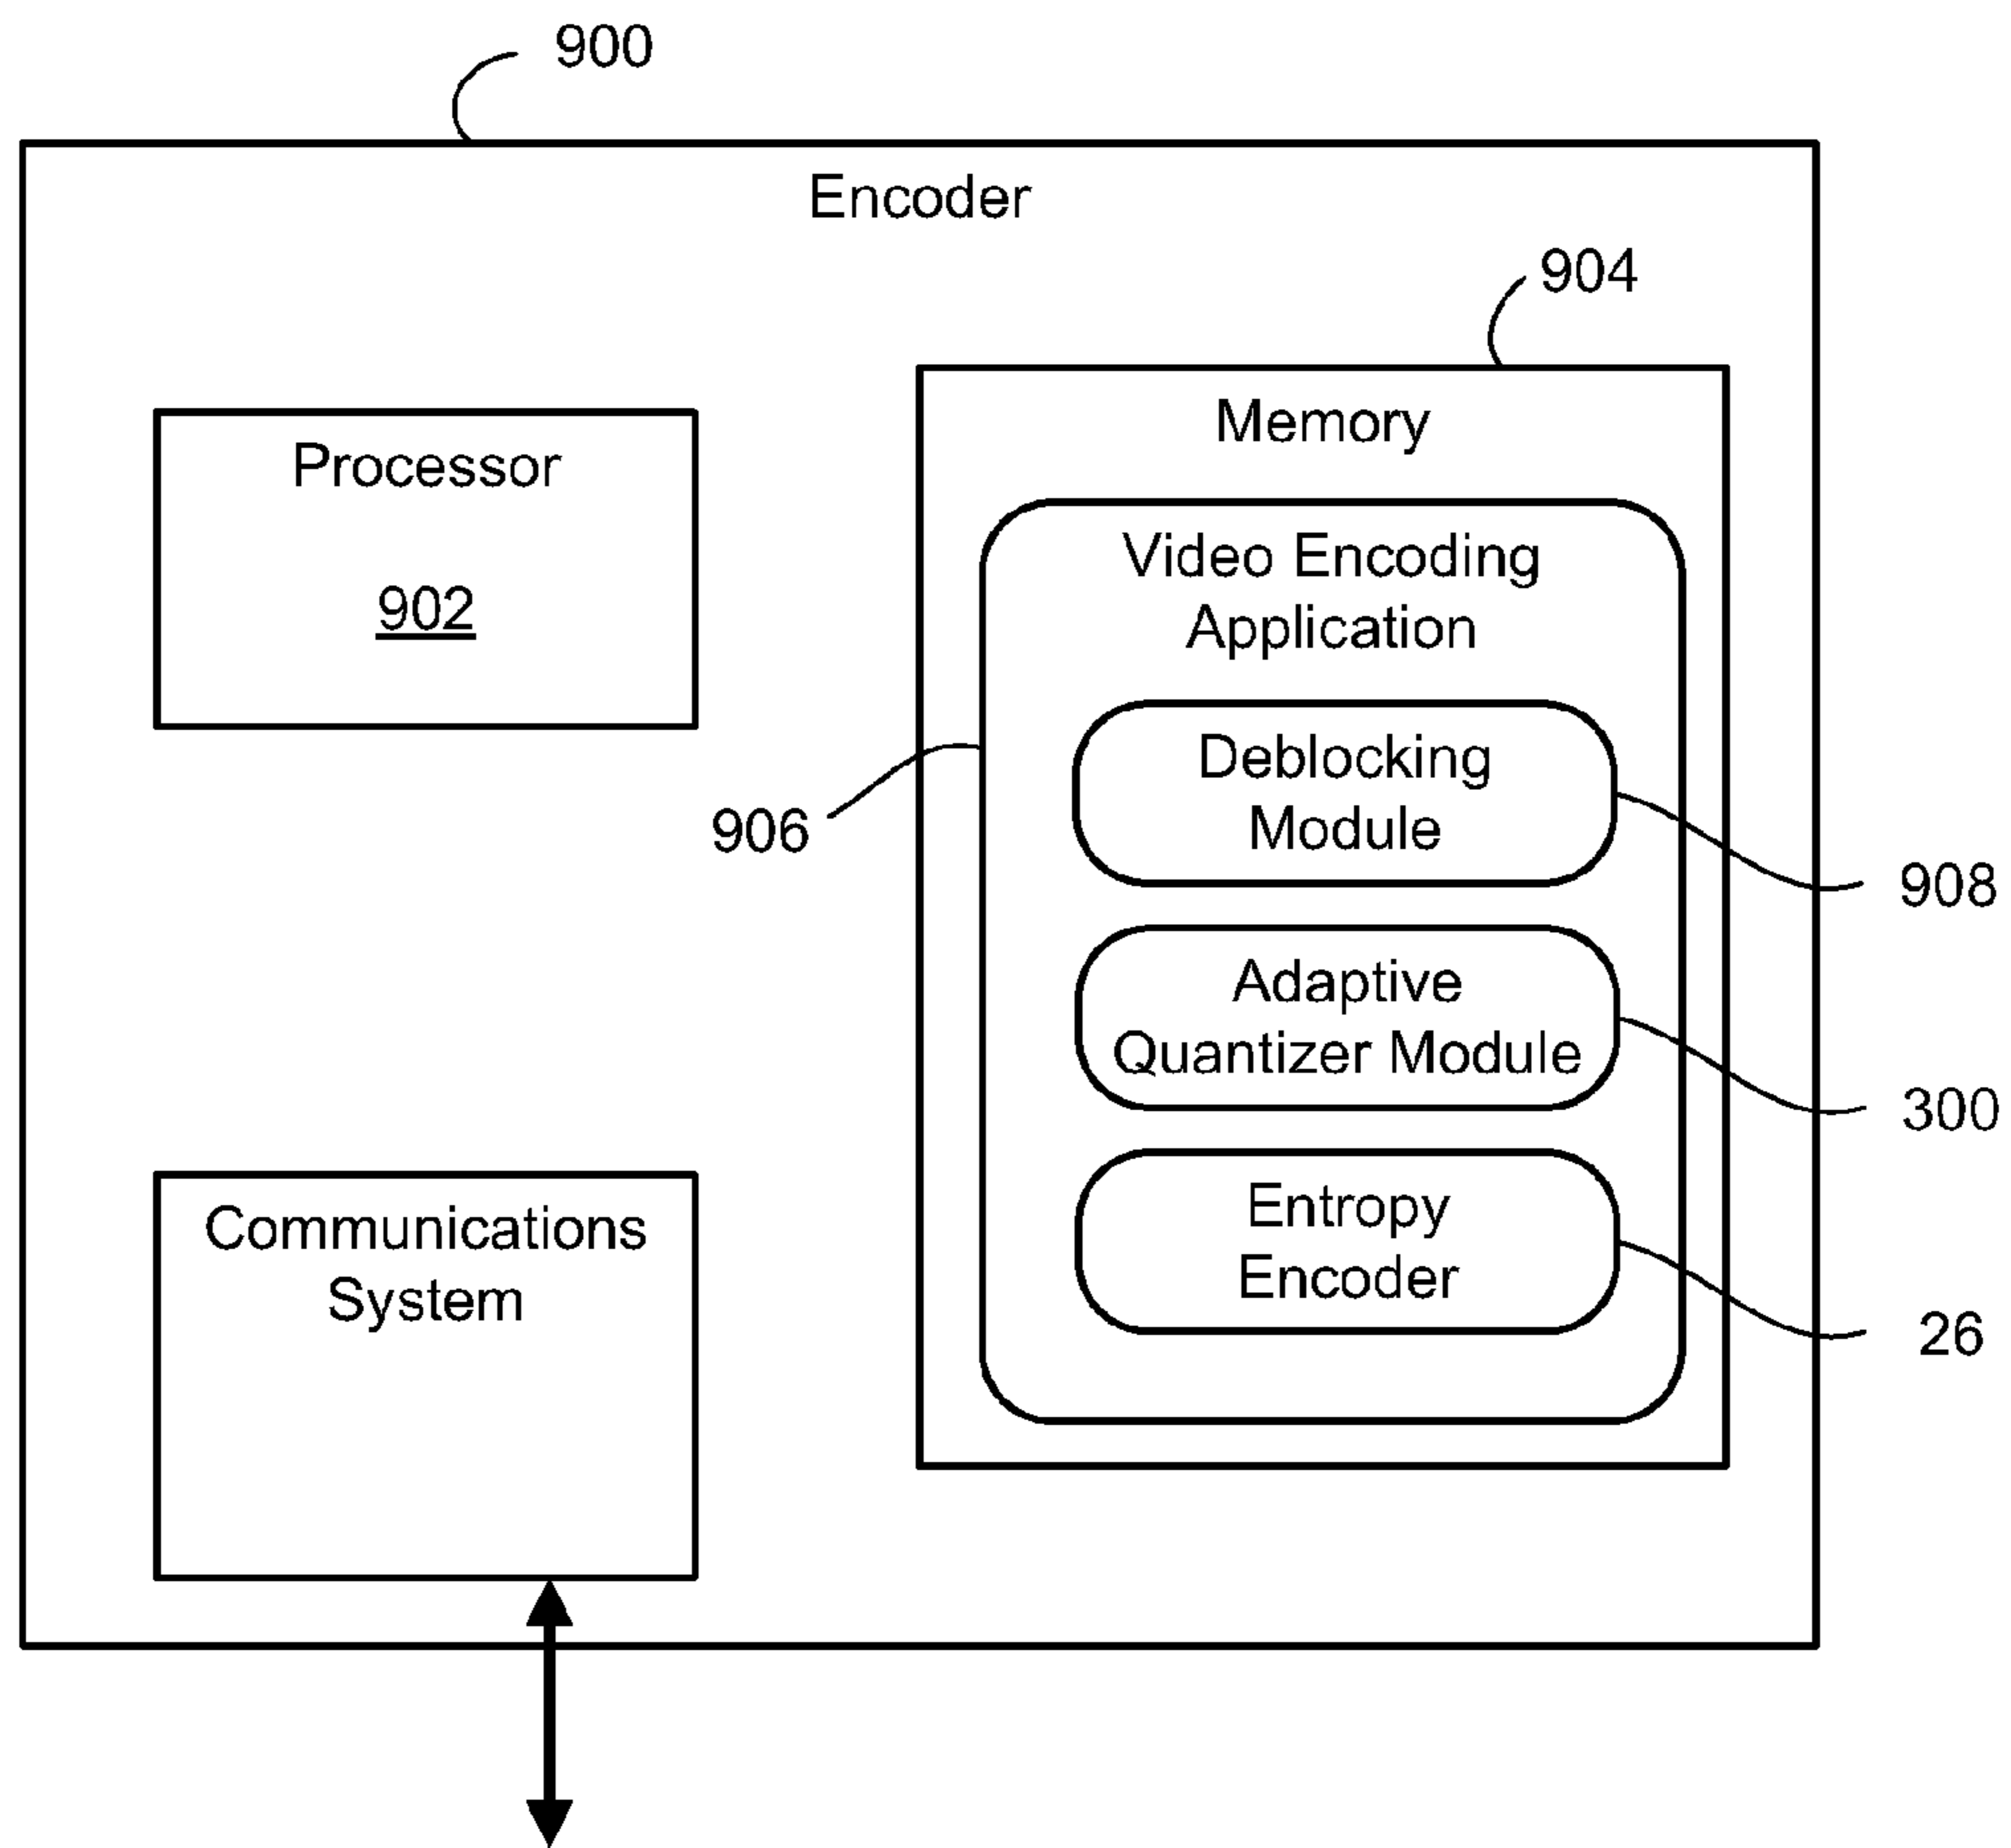 900
Encoder
904
Memory
Processor
902
Video Encoding
Application
Deblocking
Module
906
908
Adaptive
Quantizer Module
300
Communications
System
Entropy
Encoder
26